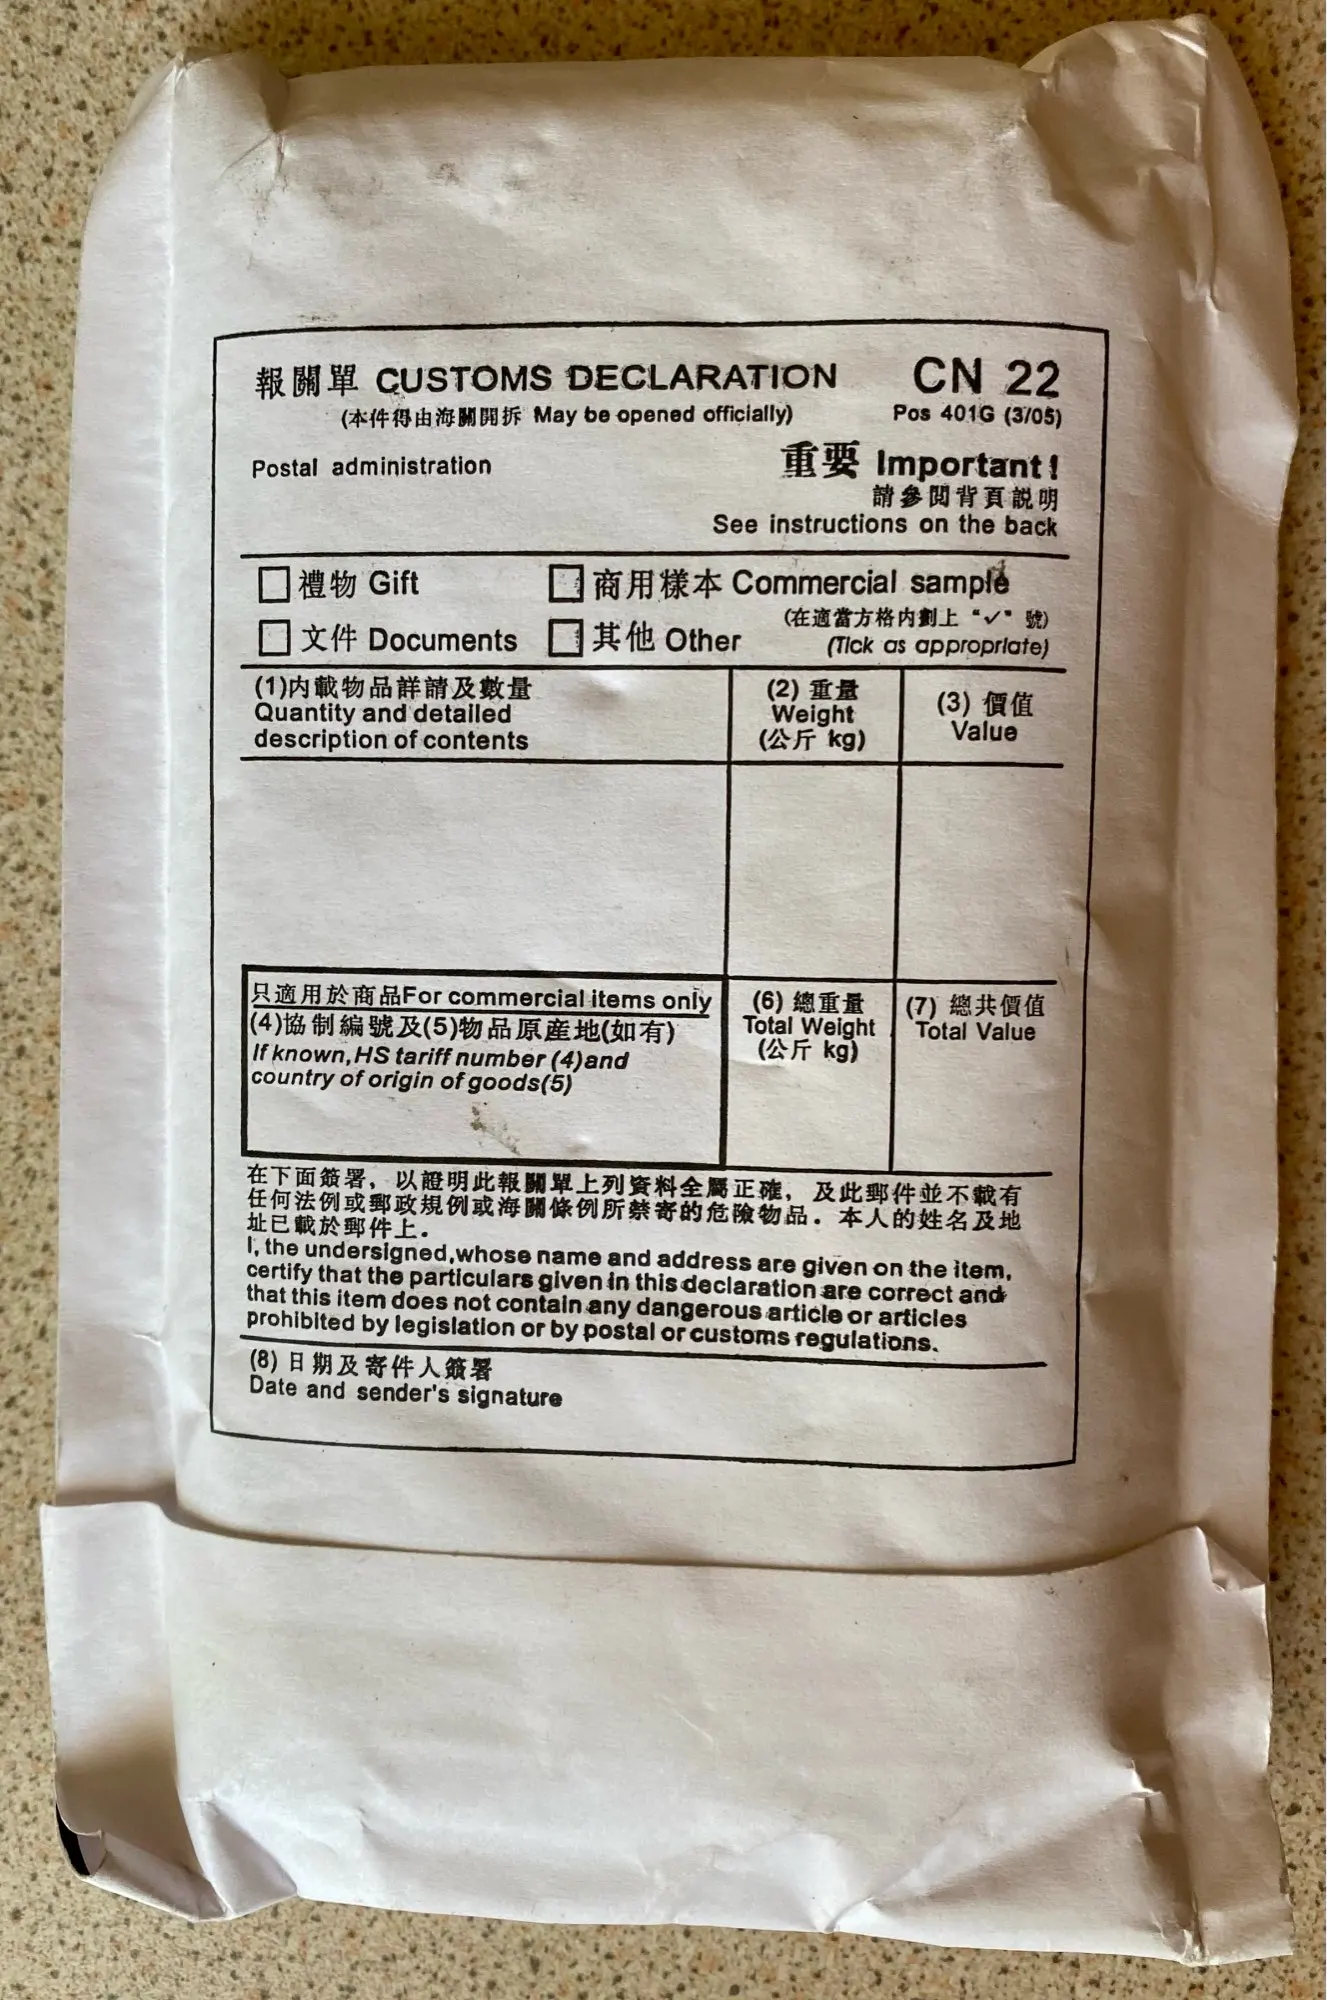 報關單 CUSTOMS DECLARATION CN 22
(本件得由海關開拆 May be opened officially) Pos 401G (3/05)
Postal administration 重要 Important!
請參閱背頁説明
See instructions on the back
禮物 Gift 商用樣本 Commercial sample
(在適當方格内劃上 "✓" 號)
文件 Documents 其他 Other (Tick as appropriate)
(1)内載物品詳請及數量
Quantity and detailed
description of contents
(2) 重量
Weight
(公斤 kg)
(3) 價值
Value
只適用於商品For commercial items only
(4)協制編號及(5)物品原産地(如有)
If known,HS tariff number (4)and
country of origin of goods(5)
(6) 總重量
Total Weight
(公斤 kg)
(7) 總共價值
Total Value
在下面簽署，以證明此報關單上列資料全屬正確，及此郵件並不載有
任何法例或郵政規例或海關條例所禁寄的危險物品．本人的姓名及地
址已載於郵件上．
I, the undersigned,whose name and address are given on the item,
certify that the particulars given in this declaration are correct and
that this item does not contain any dangerous article or articles
prohibited by legislation or by postal or customs regulations.
(8) 日期及寄件人簽署
Date and sender's signature